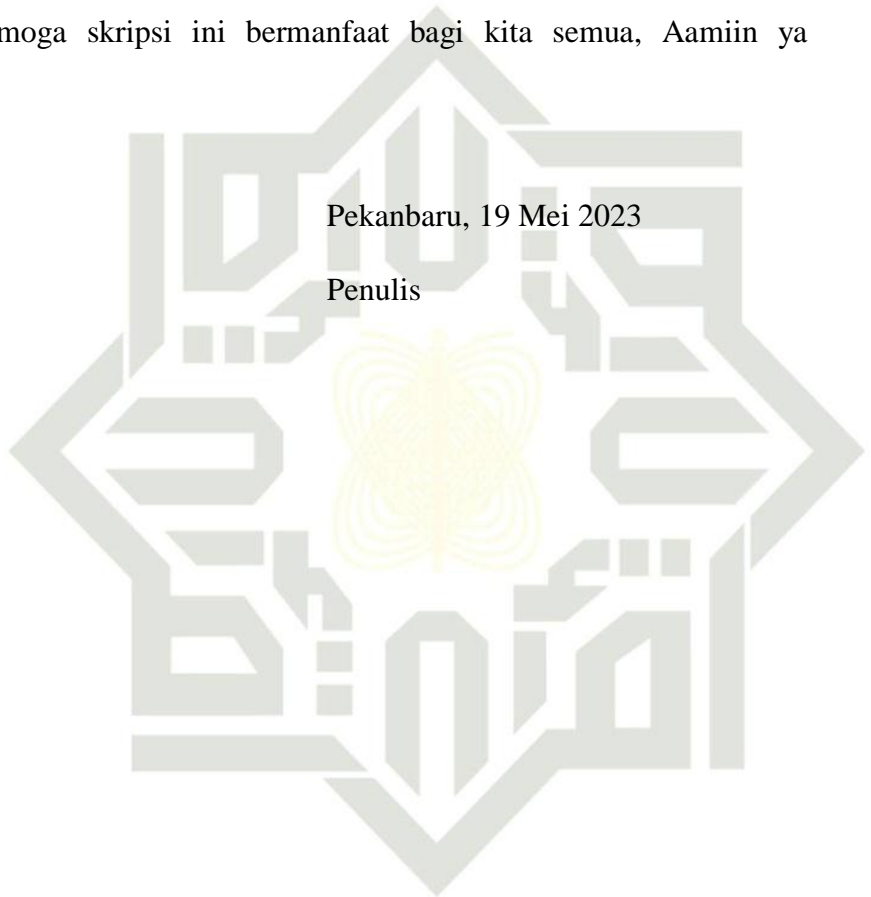 moga skripsi ini bermanfaat bagi kita semua, Aamiin ya
Pekanbaru, 19 Mei 2023
Penulis